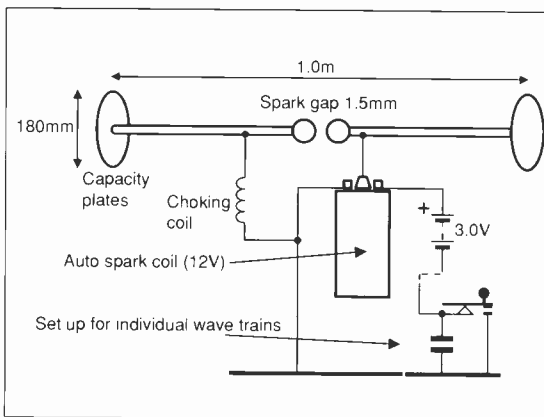 1.0m
Spark gap 1.5mm
180mm
Capacity
plates
Choking
coil
+
3.0V
Auto spark coil (12V)
Set up for individual wave trains